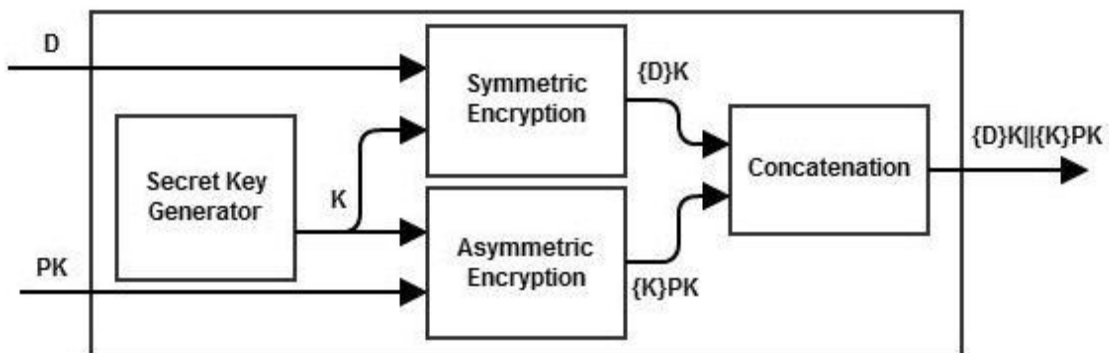 D
Symmetric
Encryption
{D}K
Secret Key
Generator
K
Concatenation
{D}K||{K}PK
PK
Asymmetric
Encryption
{K}PK